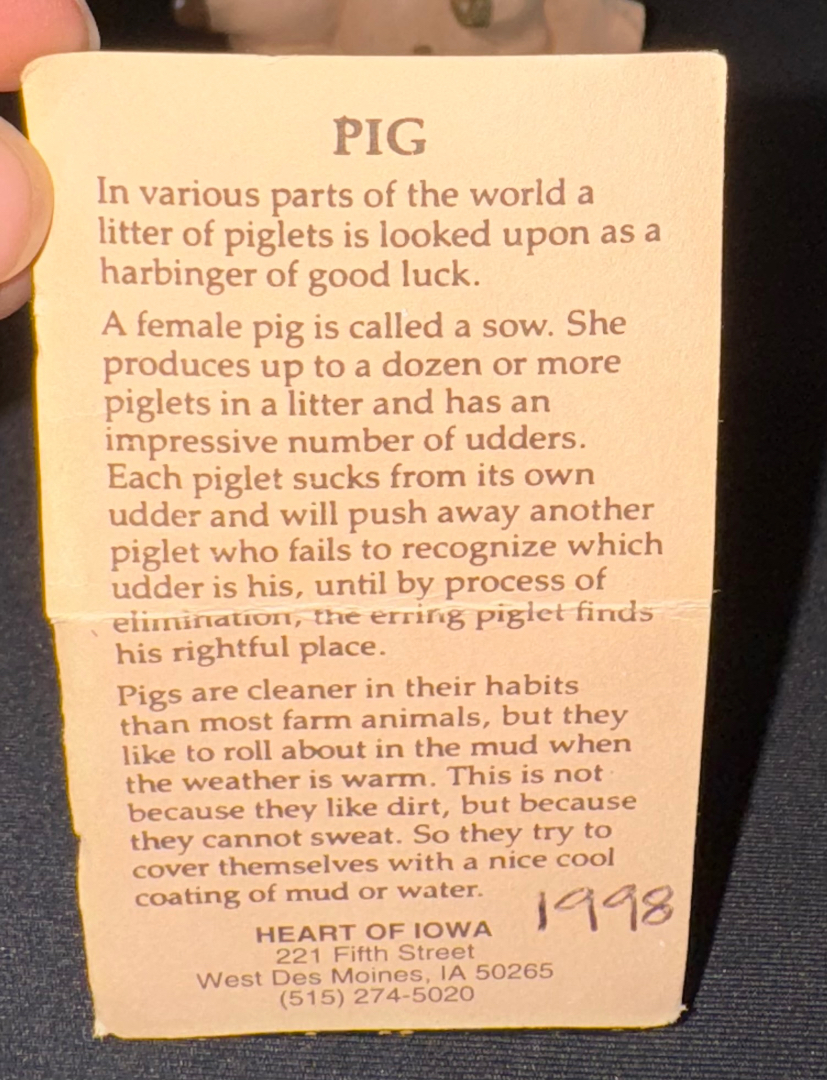 PIG
In various parts of the world a
litter of piglets is looked upon as a
harbinger of good luck.
A female pig is called a sow. She
produces up to a dozen or more
piglets in a litter and has an
impressive number of udders.
Each piglet sucks from its own
udder and will push away another
piglet who fails to recognize which
udder is his, until by process of
elimination, the erring piglet finds
his rightful place.
Pigs are cleaner in their habits
than most farm animals, but they
like to roll about in the mud when
the weather is warm. This is not
because they like dirt, but because
they cannot sweat. So they try to
cover themselves with a nice cool
coating of mud or water.
1998
HEART OF IOWA
221 Fifth Street
West Des Moines, IA 50265
(515) 274-5020